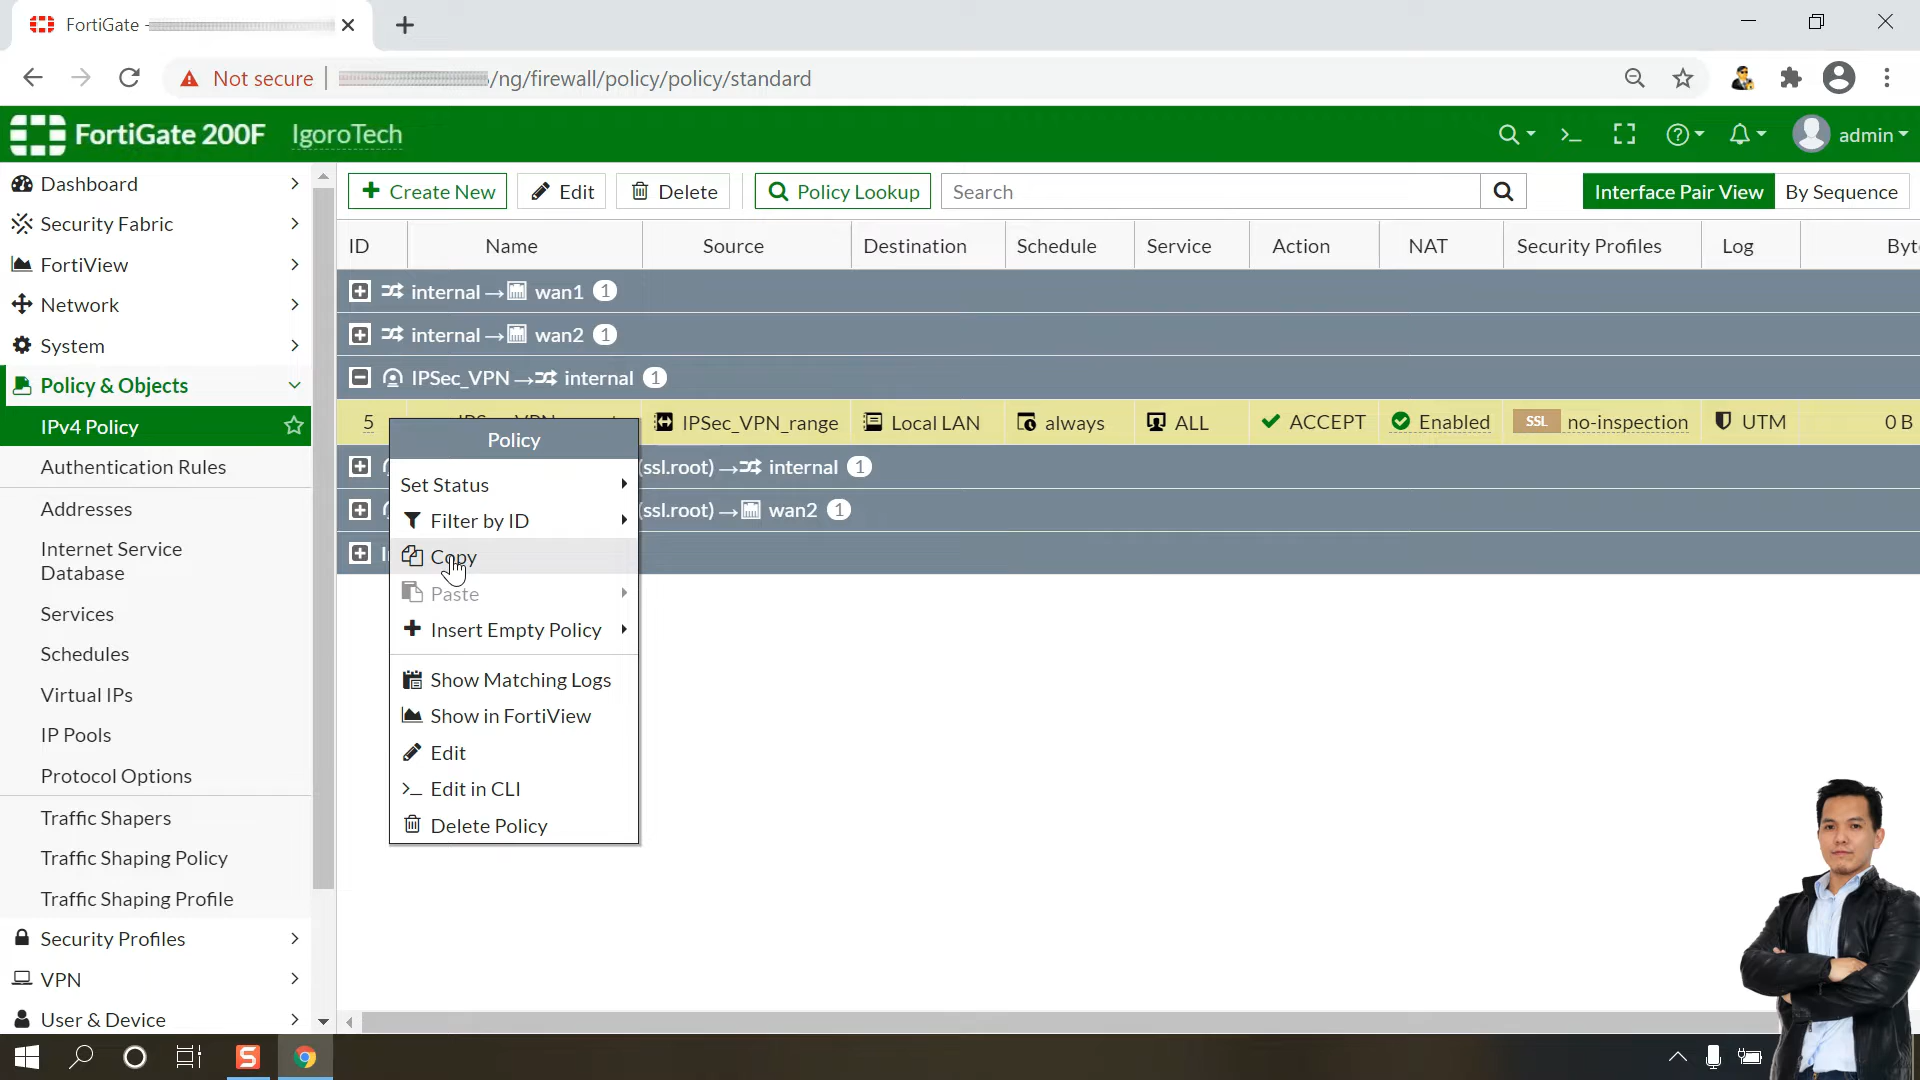 FortiGate -
Not secure
/ng/firewall/policy/policy/standard
FortiGate 200F IgoroTech
admin
Dashboard
Security Fabric
FortiView
Network
System
Policy & Objects
IPv4 Policy
Authentication Rules
Addresses
Internet Service
Database
Services
Schedules
Virtual IPs
IP Pools
Protocol Options
Traffic Shapers
Traffic Shaping Policy
Traffic Shaping Profile
Security Profiles
VPN
User & Device
Create New Edit Delete Policy Lookup Search Interface Pair View By Sequence
ID Name Source Destination Schedule Service Action NAT Security Profiles Log Byt
internal → wan1 1
internal → wan2 1
IPSec_VPN → internal 1
5 IPSec_VPN_range Local LAN always ALL ACCEPT Enabled SSL no-inspection UTM 0 B
(ssl.root) → internal 1
(ssl.root) → wan2 1
Policy
Set Status
Filter by ID
Copy
Paste
Insert Empty Policy
Show Matching Logs
Show in FortiView
Edit
Edit in CLI
Delete Policy